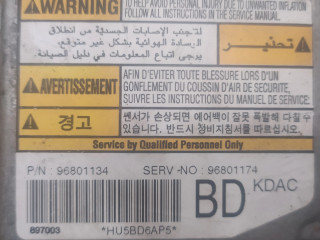 WARNING
TO HELP AVOID PERSONAL INJURY DUE TO UNWANTED INFLATION
FOLLOW ALL INSTRUCTIONS IN THE SERVICE MANUAL.
تحذيـر
لتجنب الإصابات الجسدية من انطلاق
الوسادة الهوائية بشكل غير متوقع،
يرجى اتباع التعليمات
AVERTISSEMENT
AFIN D'EVITER TOUTE BLESSURE LORS D'UN
GONFLEMENT DU COUSSIN D'AIR DE SECURITE,
SUIVRE LES INSTRUCTIONS DU MANUEL DE SERVICE.
경고
센서가 손상되면 에어백이 잘못 폭발해 다칠 수
있습니다. 반드시 정비지침서를 따르십시오.
Service by Qualified Personnel Only
P/N : 96801134
SERV-NO : 96801174
BD
KDAC
897003
*HU5BD6AP5*